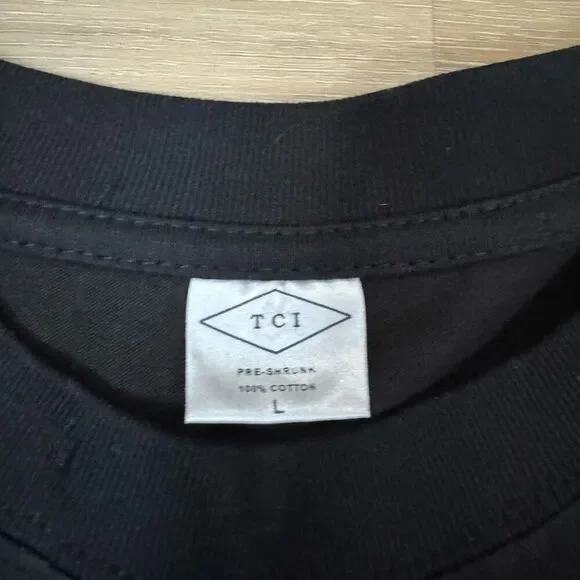 TCI
PRE-SHRUNK
100% COTTON
L